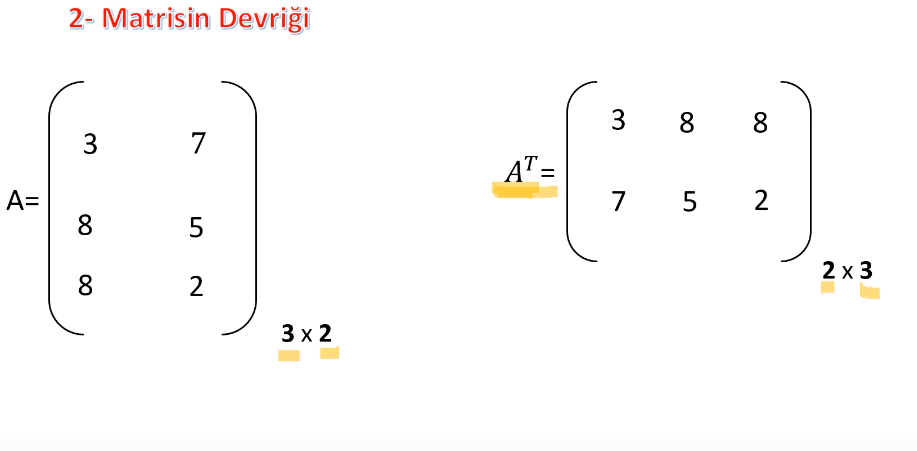 2- Matrisin Devriği
A=
3 7
8 5
8 2
3 x 2
Aᵀ=
3 8 8
7 5 2
2 x 3